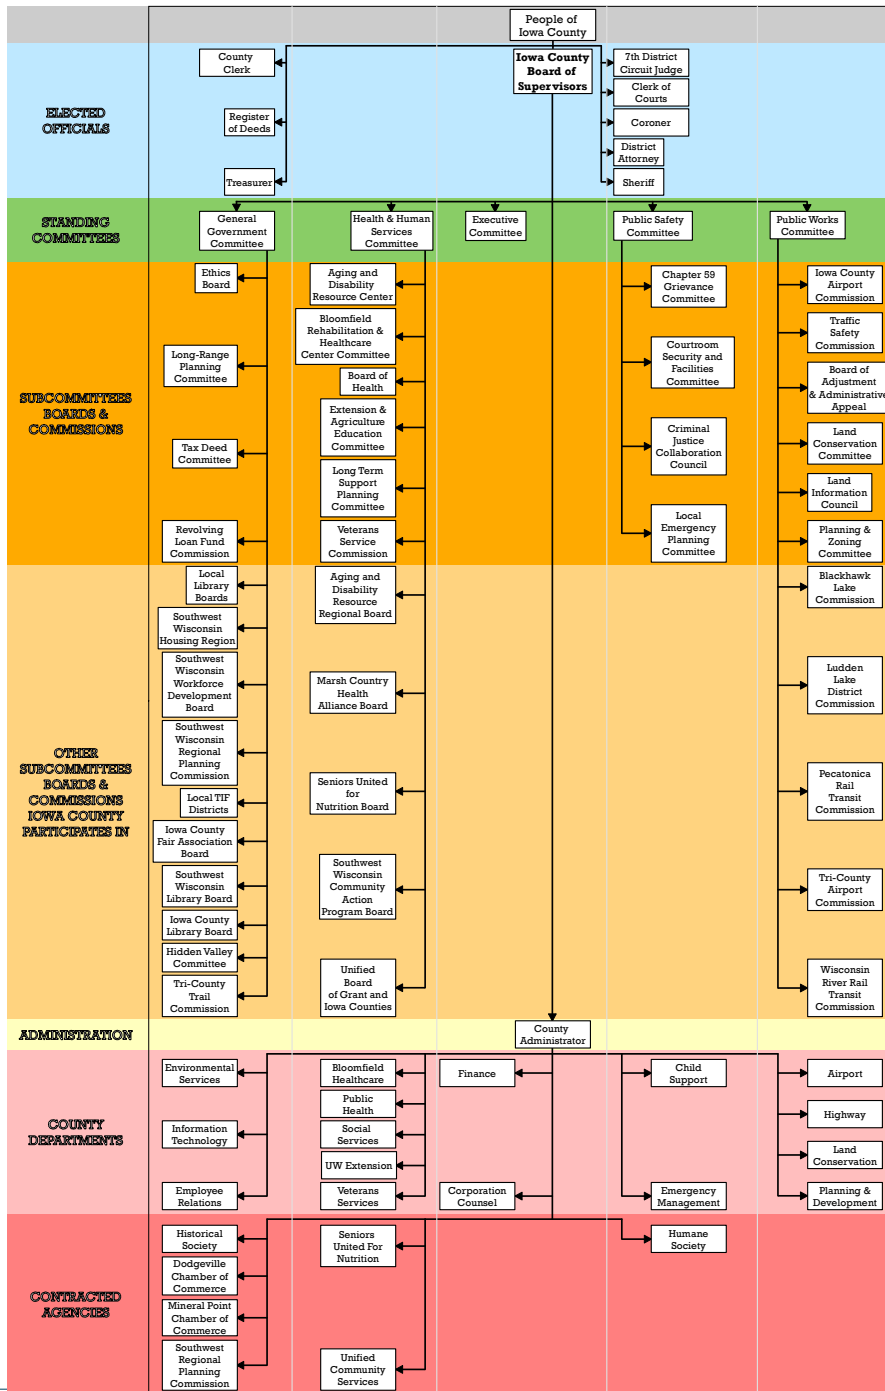 People of
Iowa County
ELECTED
OFFICIALS
County
Clerk
Register
of Deeds
Treasurer
Iowa County
Board of
Supervisors
7th District
Circuit Judge
Clerk of
Courts
Coroner
District
Attorney
Sheriff
STANDING
COMMITTEES
General
Government
Committee
Health & Human
Services
Committee
Executive
Committee
Public Safety
Committee
Public Works
Committee
SUBCOMMITTEES
BOARDS &
COMMISSIONS
Ethics
Board
Long-Range
Planning
Committee
Tax Deed
Committee
Revolving
Loan Fund
Commission
Aging and
Disability
Resource Center
Bloomfield
Rehabilitation &
Healthcare
Center Committee
Board of
Health
Extension &
Agriculture
Education
Committee
Long Term
Support
Planning
Committee
Veterans
Service
Commission
Chapter 59
Grievance
Committee
Courtroom
Security and
Facilities
Committee
Criminal
Justice
Collaboration
Council
Local
Emergency
Planning
Committee
Iowa County
Airport
Commission
Traffic
Safety
Commission
Board of
Adjustment
& Administrative
Appeal
Land
Conservation
Committee
Land
Information
Council
Planning &
Zoning
Committee
OTHER
SUBCOMMITTEES
BOARDS &
COMMISSIONS
IOWA COUNTY
PARTICIPATES IN
Local
Library
Boards
Southwest
Wisconsin
Housing Region
Southwest
Wisconsin
Workforce
Development
Board
Southwest
Wisconsin
Regional
Planning
Commission
Local TIF
Districts
Iowa County
Fair Association
Board
Southwest
Wisconsin
Library Board
Iowa County
Library Board
Hidden Valley
Committee
Tri-County
Trail
Commission
Aging and
Disability
Resource
Regional Board
Marsh Country
Health
Alliance Board
Seniors United
for
Nutrition Board
Southwest
Wisconsin
Community
Action
Program Board
Unified
Board
of Grant and
Iowa Counties
Blackhawk
Lake
Commission
Ludden
Lake
District
Commission
Pecatonica
Rail
Transit
Commission
Tri-County
Airport
Commission
Wisconsin
River Rail
Transit
Commission
ADMINISTRATION
County
Administrator
COUNTY
DEPARTMENTS
Environmental
Services
Information
Technology
Employee
Relations
Bloomfield
Healthcare
Public
Health
Social
Services
UW Extension
Veterans
Services
Finance
Corporation
Counsel
Child
Support
Emergency
Management
Airport
Highway
Land
Conservation
Planning &
Development
CONTRACTED
AGENCIES
Historical
Society
Dodgeville
Chamber of
Commerce
Mineral Point
Chamber of
Commerce
Southwest
Regional
Planning
Commission
Seniors
United For
Nutrition
Unified
Community
Services
Humane
Society